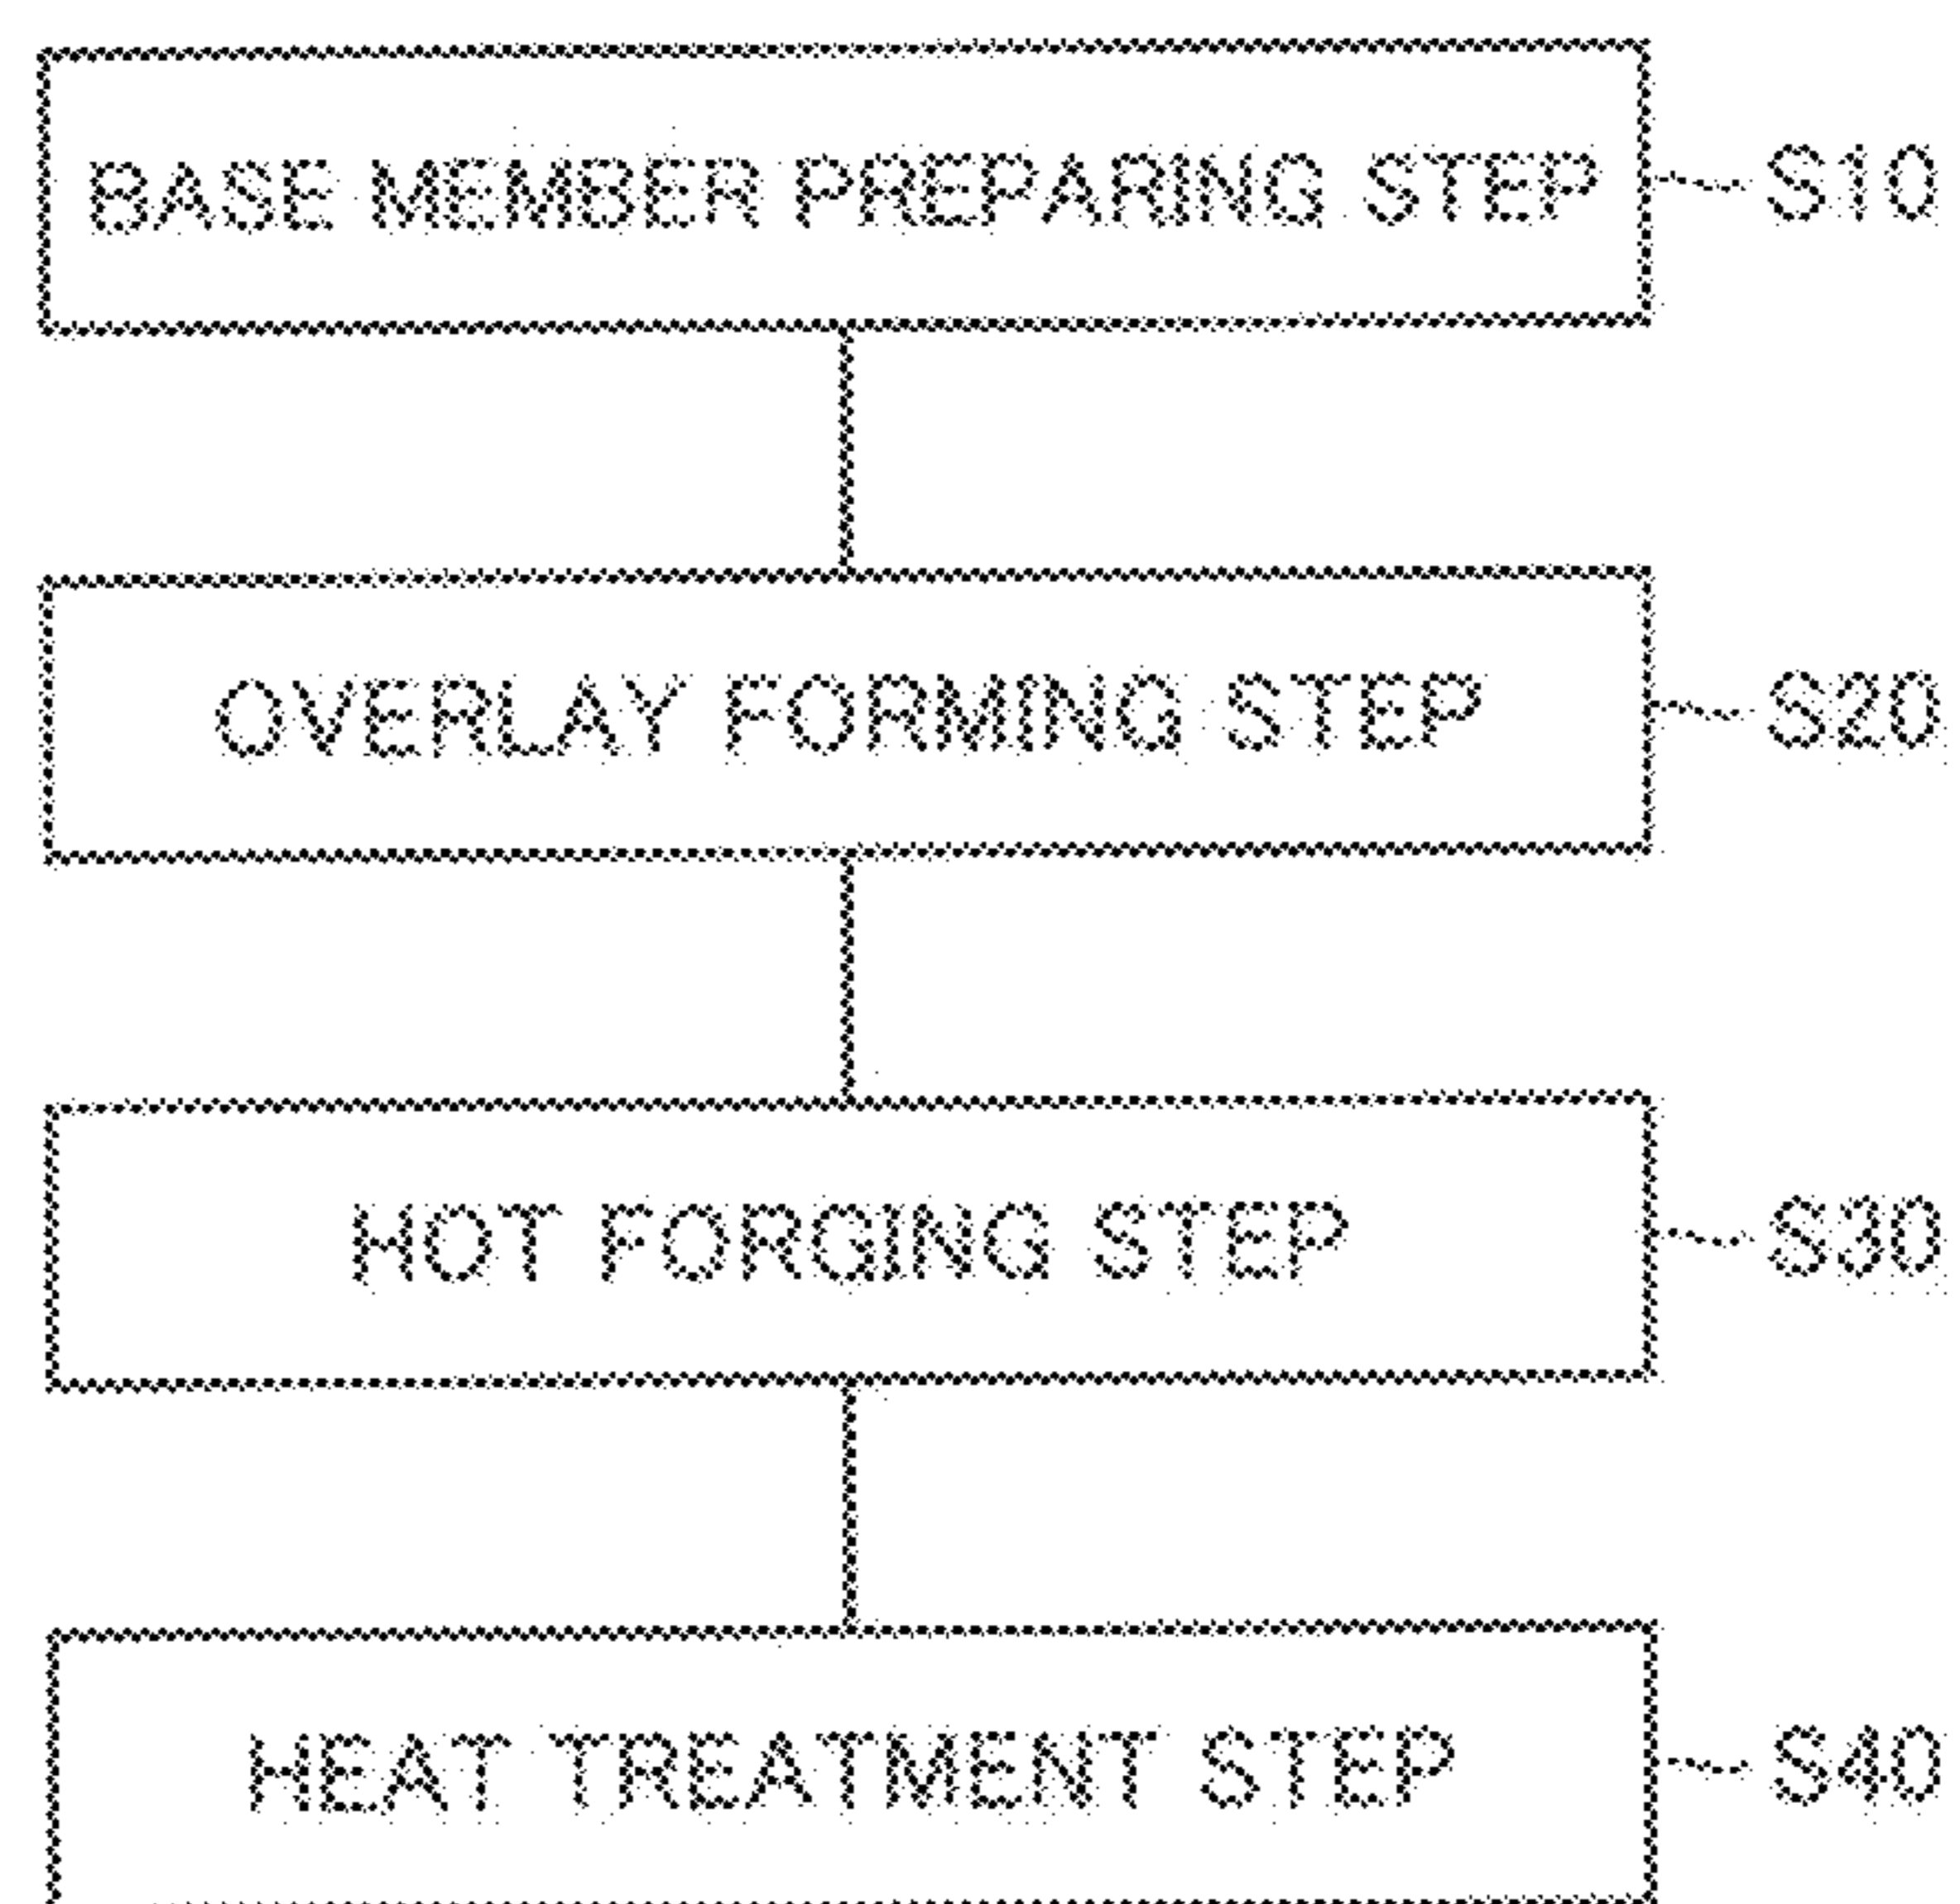 BASE MEMBER PREPARING STEP S10
OVERLAY FORMING STEP S20
HOT FORGING STEP S30
HEAT TREATMENT STEP S40